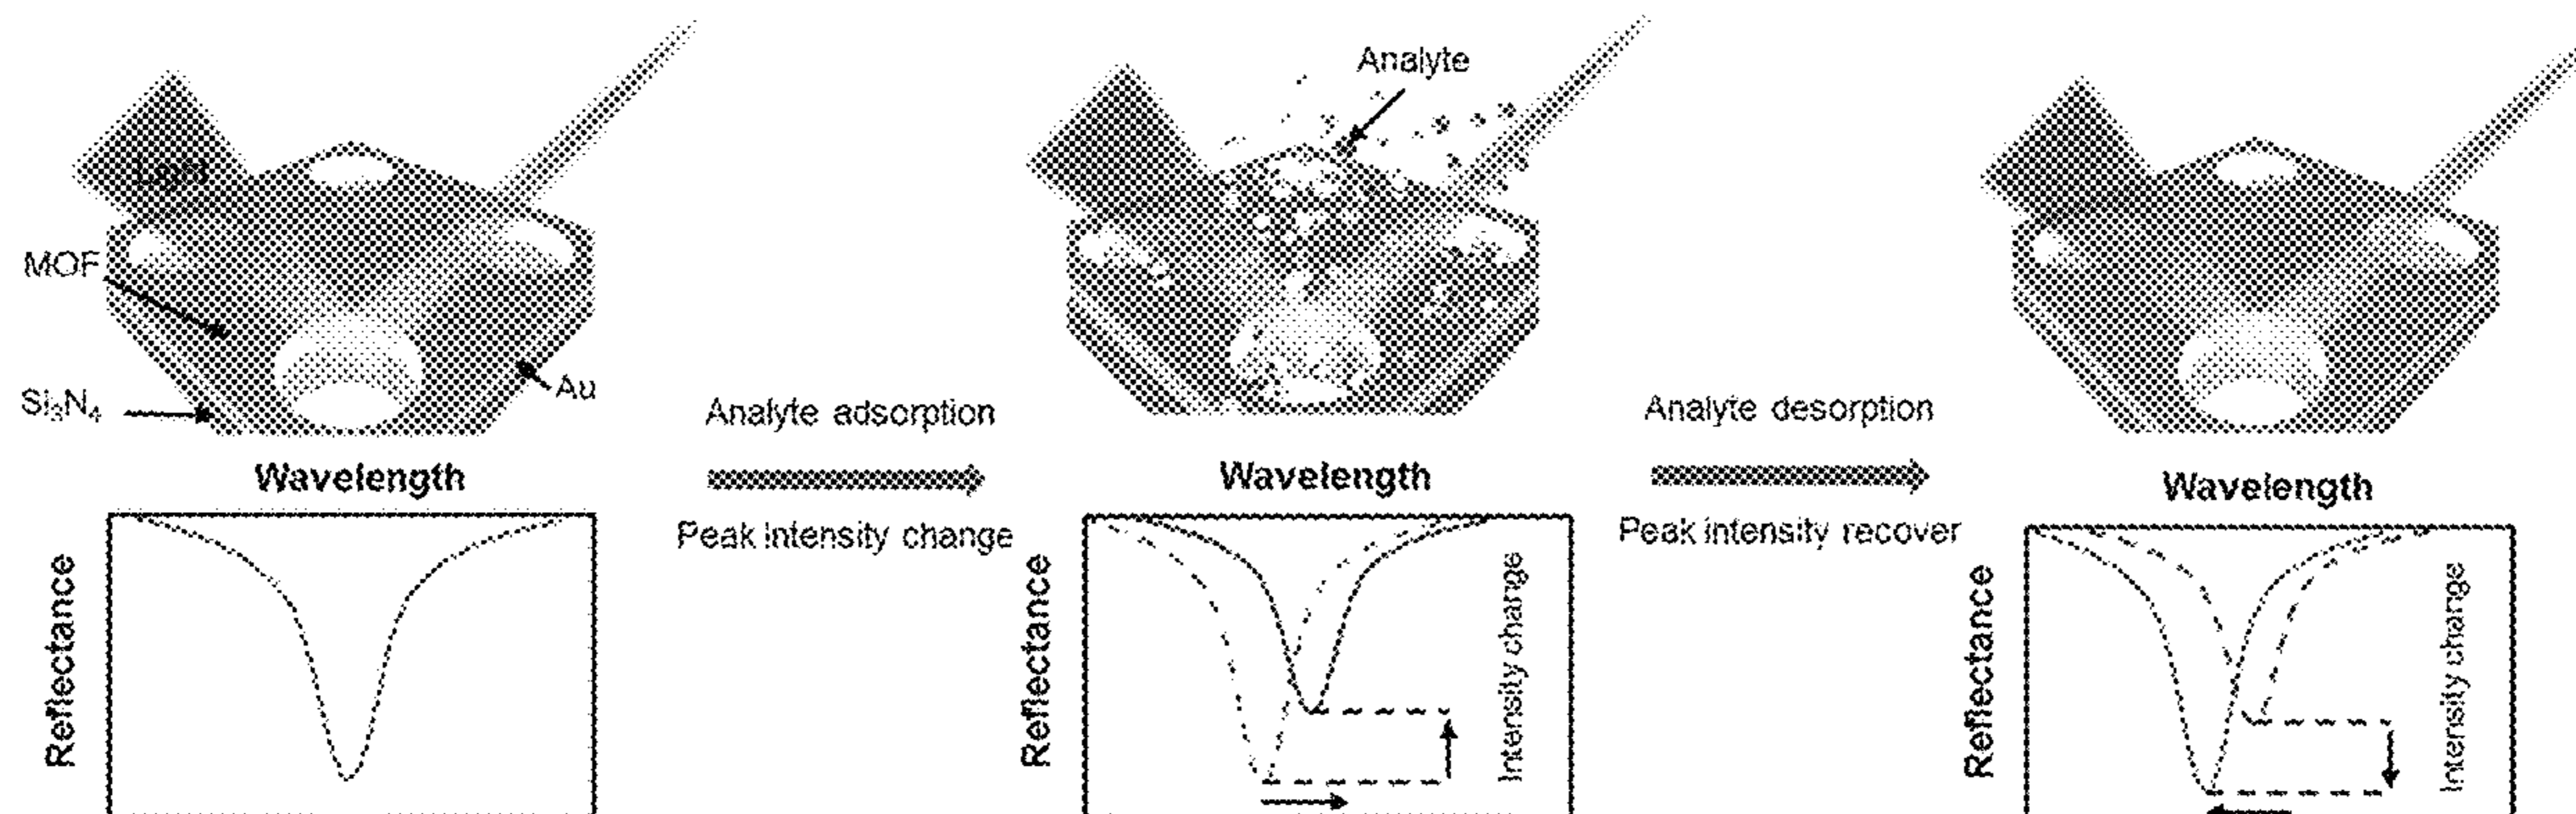 Analyte
Light
MOF
Si₃N₄
Au
Analyte adsorption
Peak intensity change
Analyte desorption
Peak intensity recover
Wavelength
Reflectance
Wavelength
Reflectance
Intensity change
Wavelength
Reflectance
Intensity change